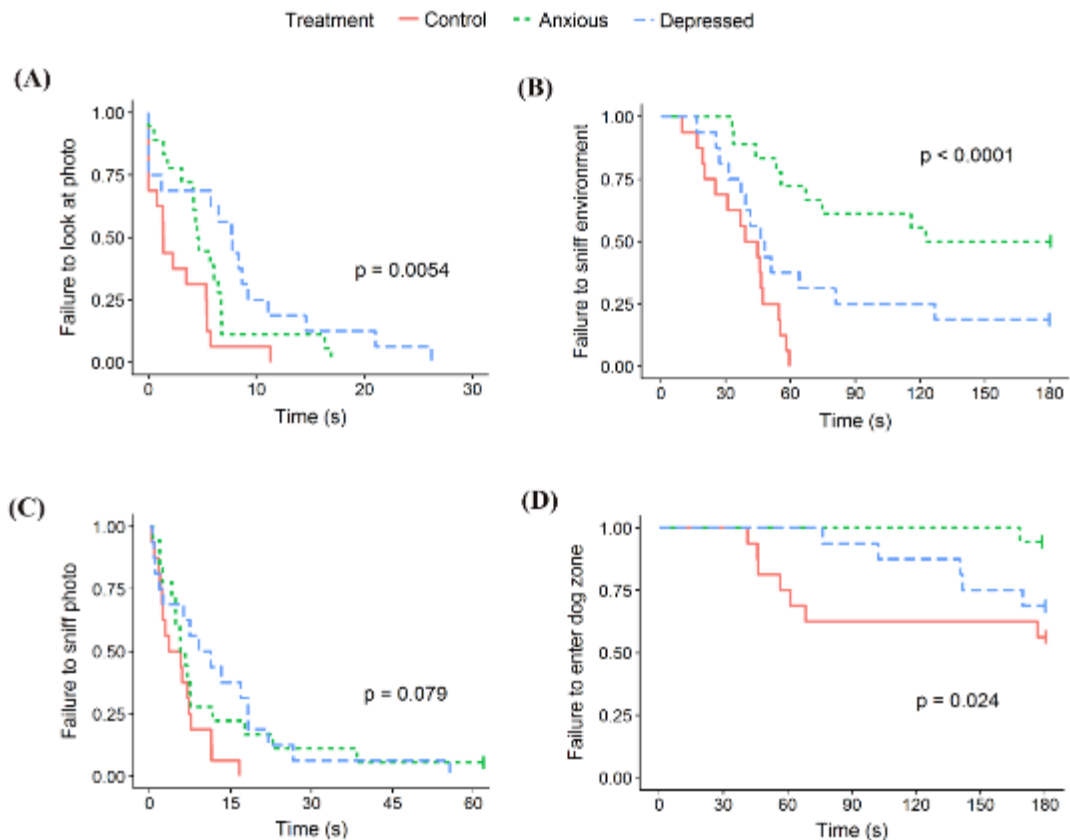 Treatment Control Anxious Depressed
(A)
1.00
0.75
0.50
0.25
0.00
Failure to look at photo
p = 0.0054
0 10 20 30
Time (s)
(B)
1.00
0.75
0.50
0.25
0.00
Failure to sniff environment
p < 0.0001
0 30 60 90 120 150 180
Time (s)
(C)
1.00
0.75
0.50
0.25
0.00
Failure to sniff photo
p = 0.079
0 15 30 45 60
Time (s)
(D)
1.00
0.75
0.50
0.25
0.00
Failure to enter dog zone
p = 0.024
0 30 60 90 120 150 180
Time (s)